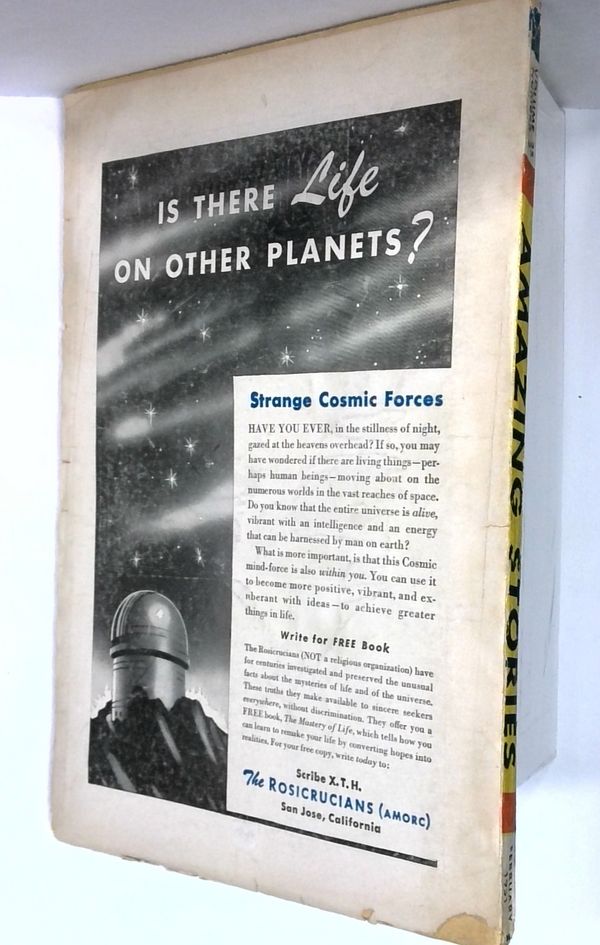 IS THERE Life
ON OTHER PLANETS?
Strange Cosmic Forces
HAVE YOU EVER, in the stillness of night,
gazed at the heavens overhead? If so, you may
have wondered if there are living things—per-
haps human beings—moving about on the
numerous worlds in the vast reaches of space.
Do you know that the entire universe is alive,
vibrant with an intelligence and an energy
that can be harnessed by man on earth?
What is more important, is that this Cosmic
mind-force is also within you. You can use it
to become more positive, vibrant, and ex-
uberant with ideas—to achieve greater
things in life.
Write for FREE Book
The Rosicrucians (NOT a religious organization) have
for centuries investigated and preserved the unusual
facts about the mysteries of life and of the universe.
These truths they make available to sincere seekers
everywhere, without discrimination. They offer you a
FREE book, The Mastery of Life, which tells how you
can learn to remake your life by converting hopes into
realities. For your free copy, write today to:
Scribe X.T.H.
The ROSICRUCIANS (AMORC)
San Jose, California
VOLUME
AMAZING STORIES
FEBRUARY